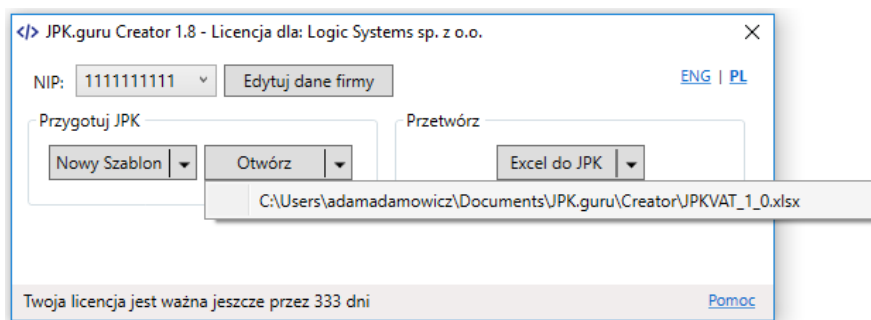 </> JPK.guru Creator 1.8 - Licencja dla: Logic Systems sp. z o.o.
NIP: 1111111111 Edytuj dane firmy ENG | PL
Przygotuj JPK Przetwórz
Nowy Szablon Otwórz Excel do JPK
C:\Users\adamadamowicz\Documents\JPK.guru\Creator\JPKVAT_1_0.xlsx
Twoja licencja jest ważna jeszcze przez 333 dni Pomoc